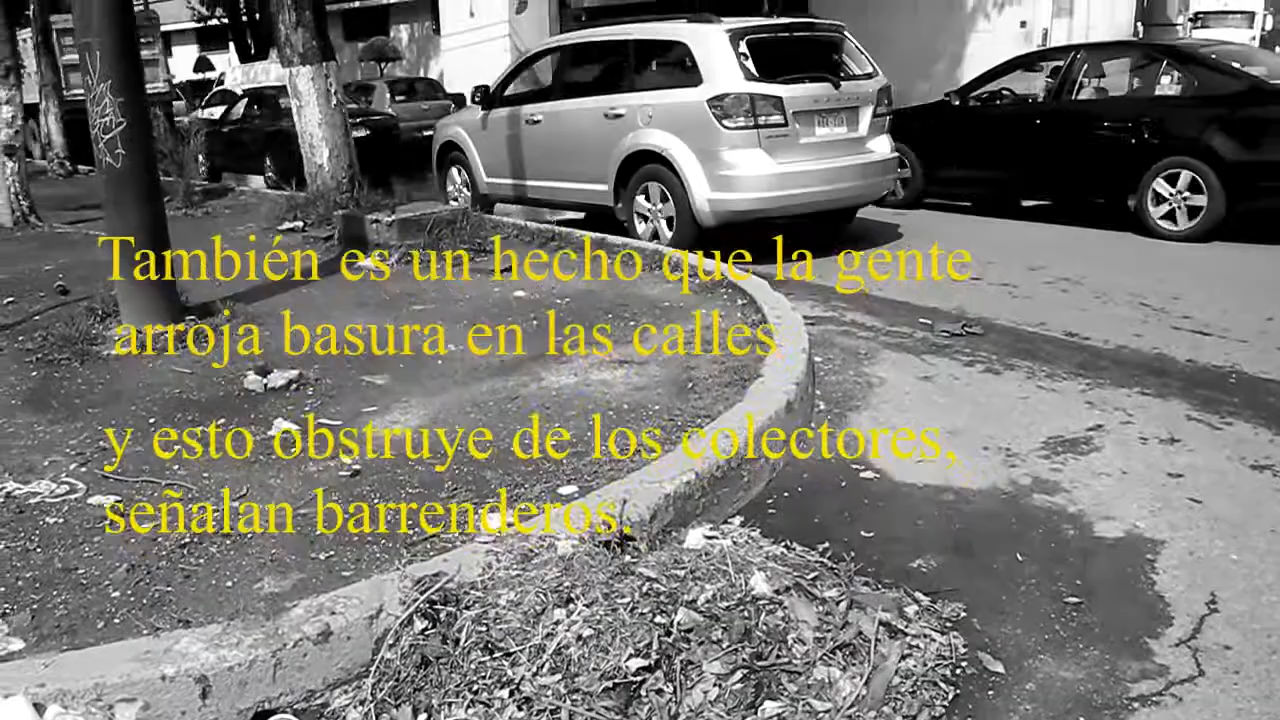 También es un hecho que la gente
arroja basura en las calles
y esto obstruye de los colectores,
señalan barrenderos.